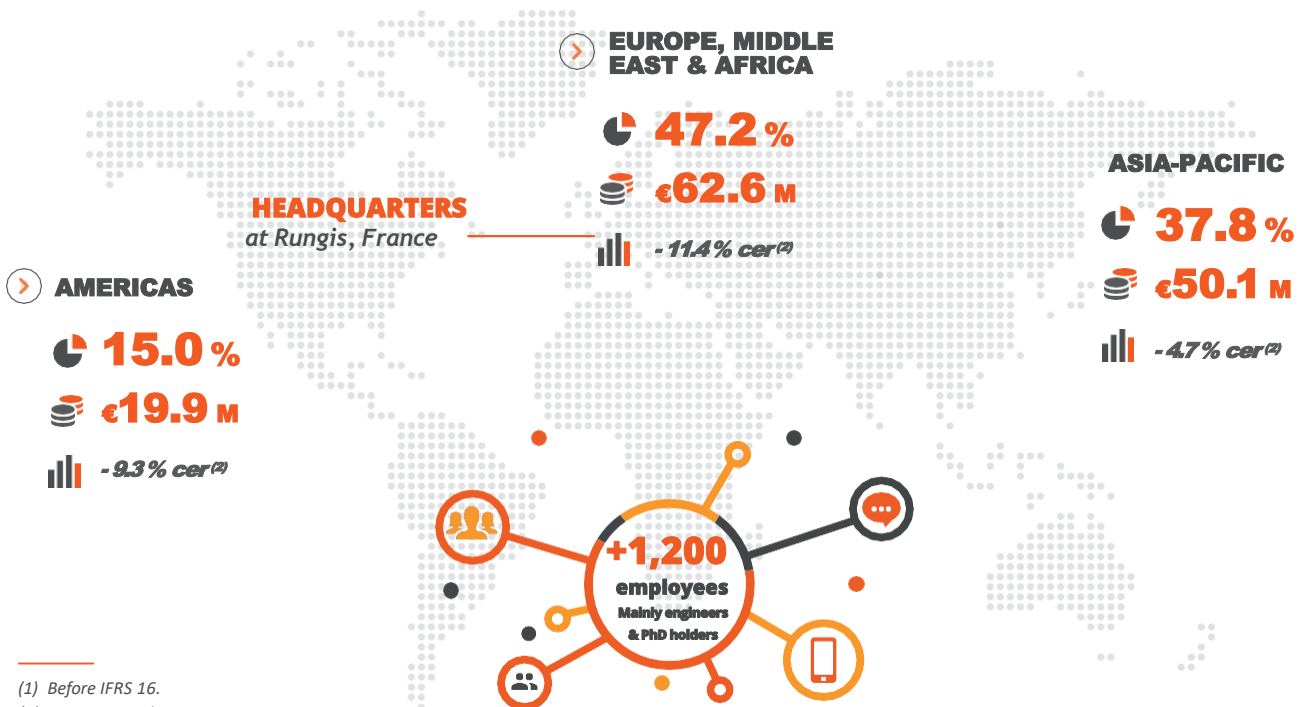 EUROPE, MIDDLE
EAST & AFRICA
47.2 %
€62.6 M
- 11.4 % cer (2)
ASIA-PACIFIC
37.8 %
€50.1 M
- 4.7 % cer (2)
HEADQUARTERS
at Rungis, France
AMERICAS
15.0 %
€19.9 M
- 9.3 % cer (2)
+1,200
employees
Mainly engineers
& PhD holders
(1) Before IFRS 16.